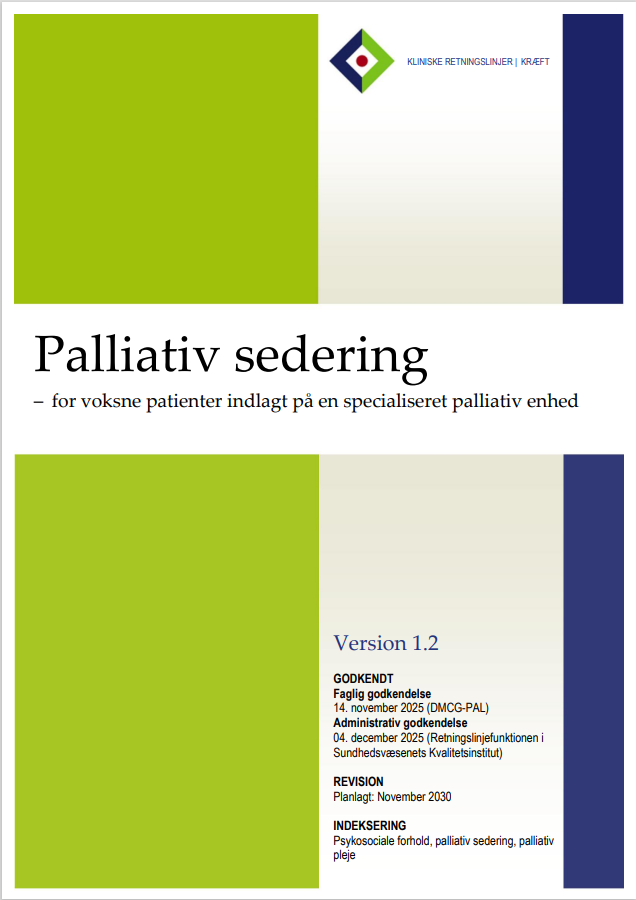 KLINISKE RETNINGSLINJER | KRÆFT
Palliativ sedering
– for voksne patienter indlagt på en specialiseret palliativ enhed
Version 1.2
GODKENDT
Faglig godkendelse
14. november 2025 (DMCG-PAL)
Administrativ godkendelse
04. december 2025 (Retningslinjefunktionen i
Sundhedsvæsenets Kvalitetsinstitut)
REVISION
Planlagt: November 2030
INDEKSERING
Psykosociale forhold, palliativ sedering, palliativ
pleje